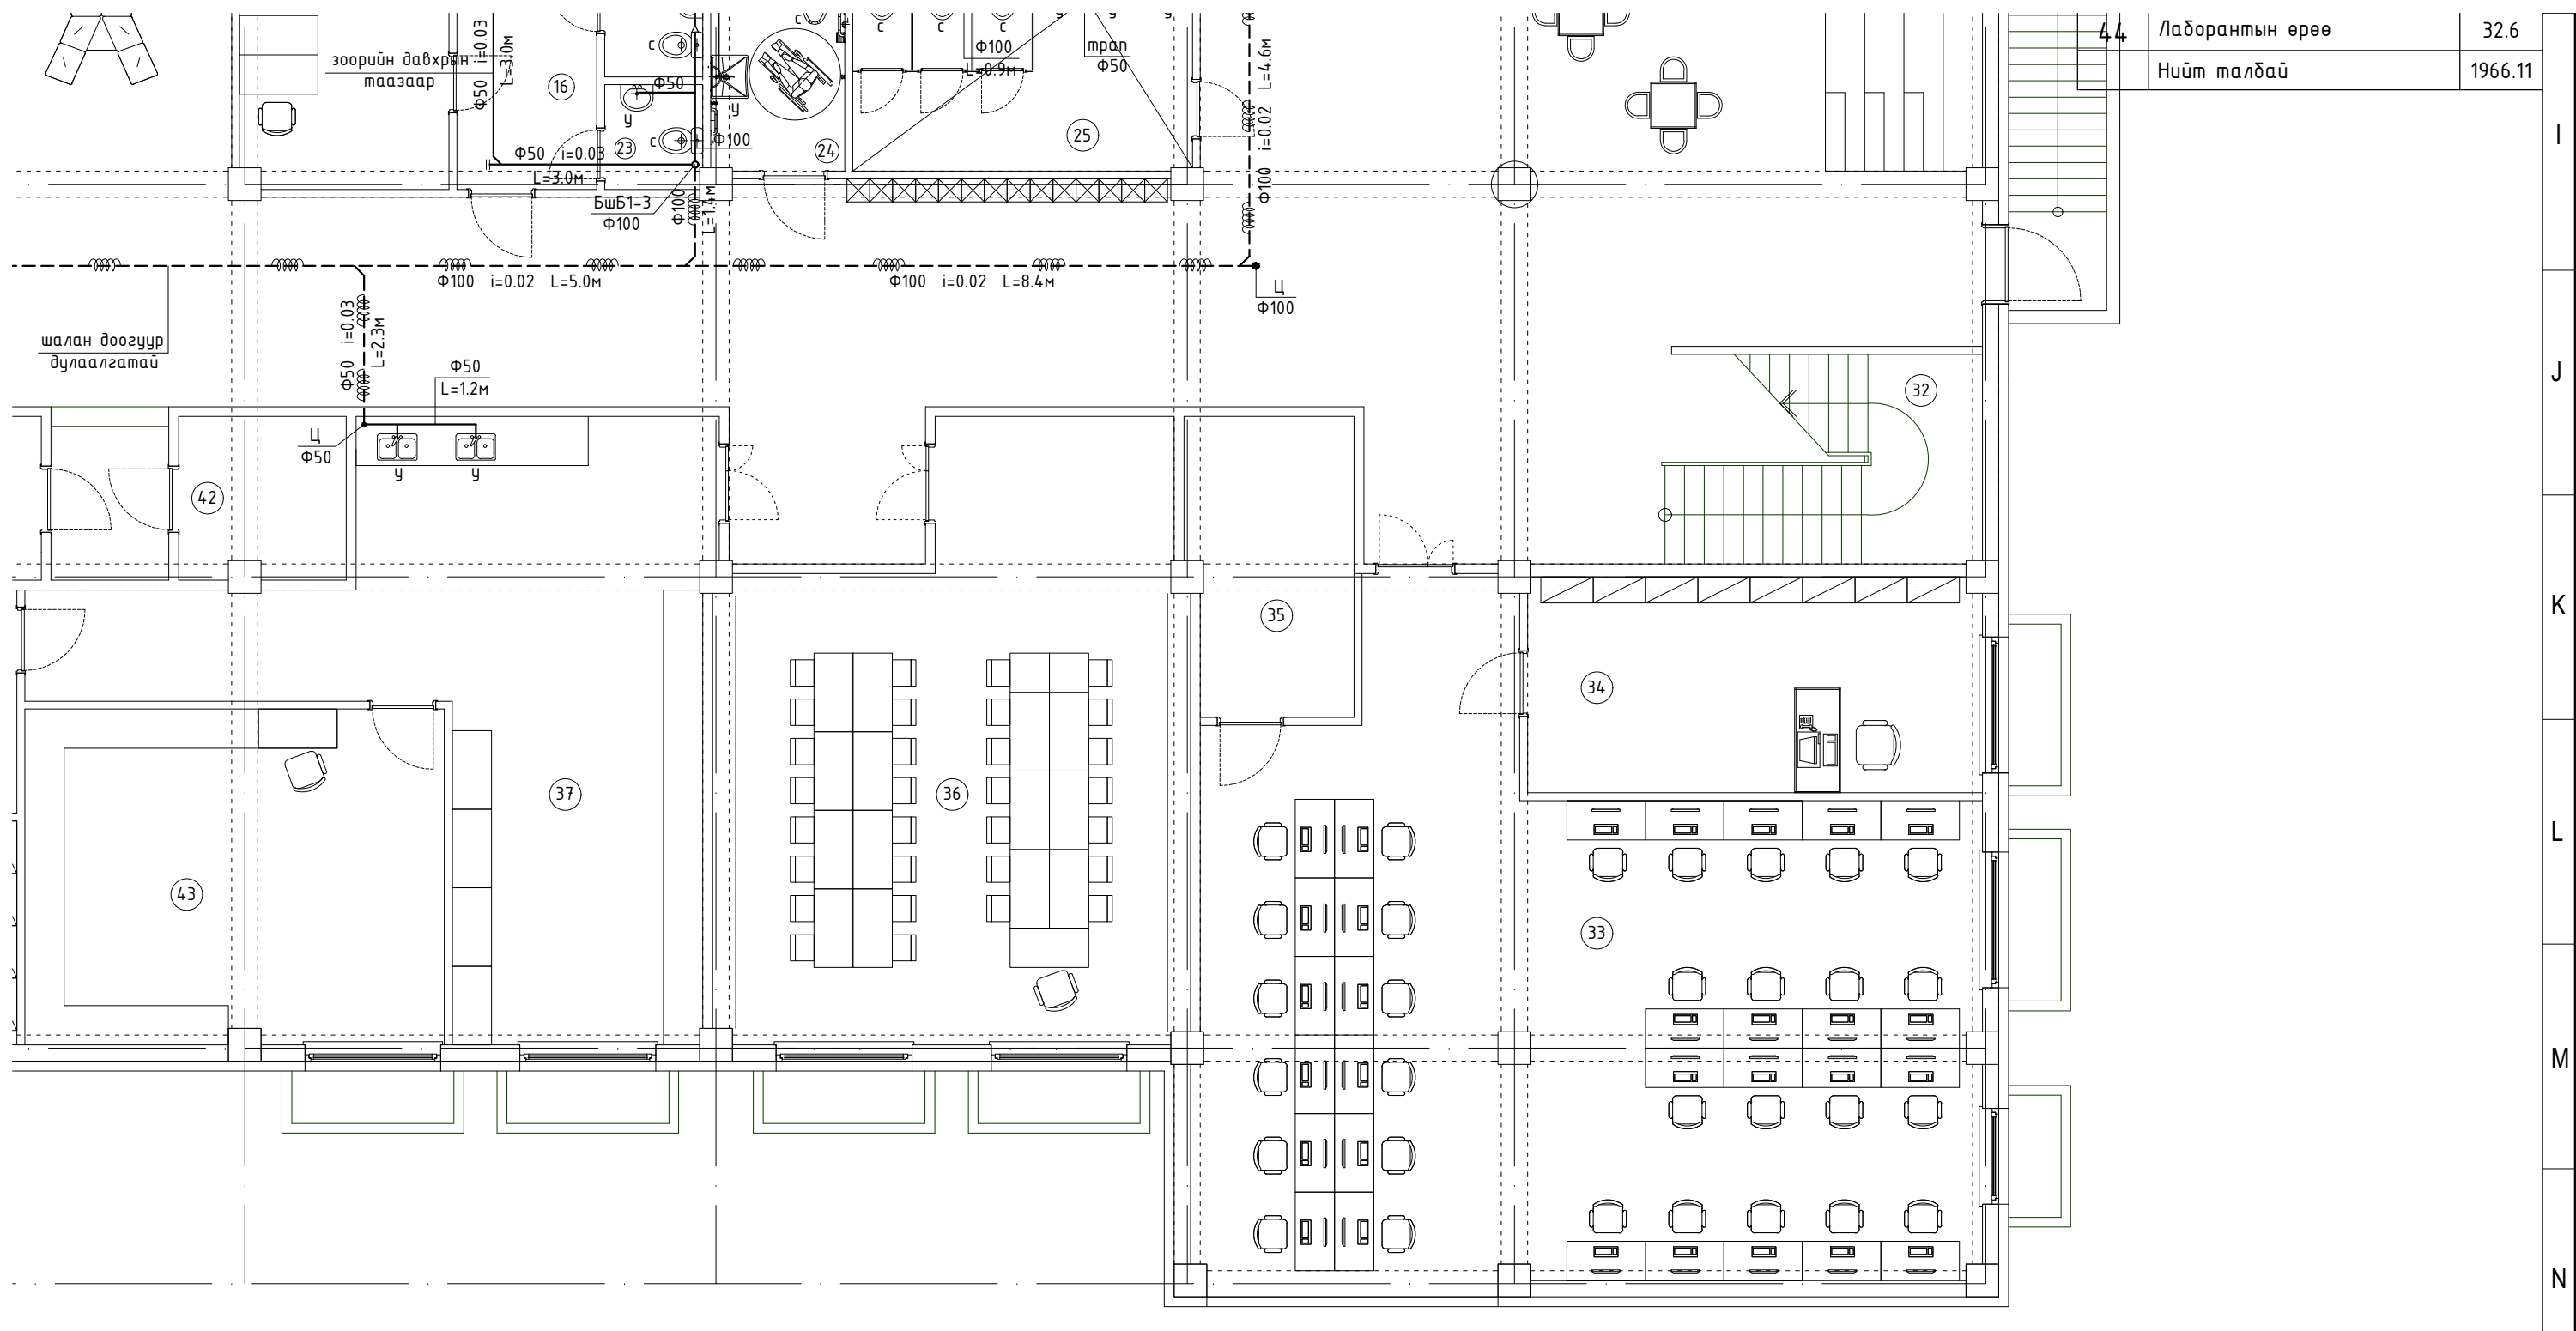 44 Лаборантын өрөө 32.6
Нийт талбай 1966.11
зоорийн давхрын
таазаар
Ф50 i=0.03
L=3.0м
16
Ф50
У
23
С
С
Ф100
У
24
С
С
С
С
Ф100
L=0.9м
трап
Ф50
25
Ф100 i=0.02 L=4.6м
Ф50 i=0.03
L=3.0м
БшБ1-3
Ф100
Ф100
L=1.4м
Ф100 i=0.02 L=5.0м
Ф100 i=0.02 L=8.4м
Ц
Ф100
шалан доогуур
дулаалгатай
Ф50 i=0.03
L=2.3м
Ф50
L=1.2м
Ц
Ф50
У
У
42
32
35
34
37
36
43
33
I
J
K
L
M
N